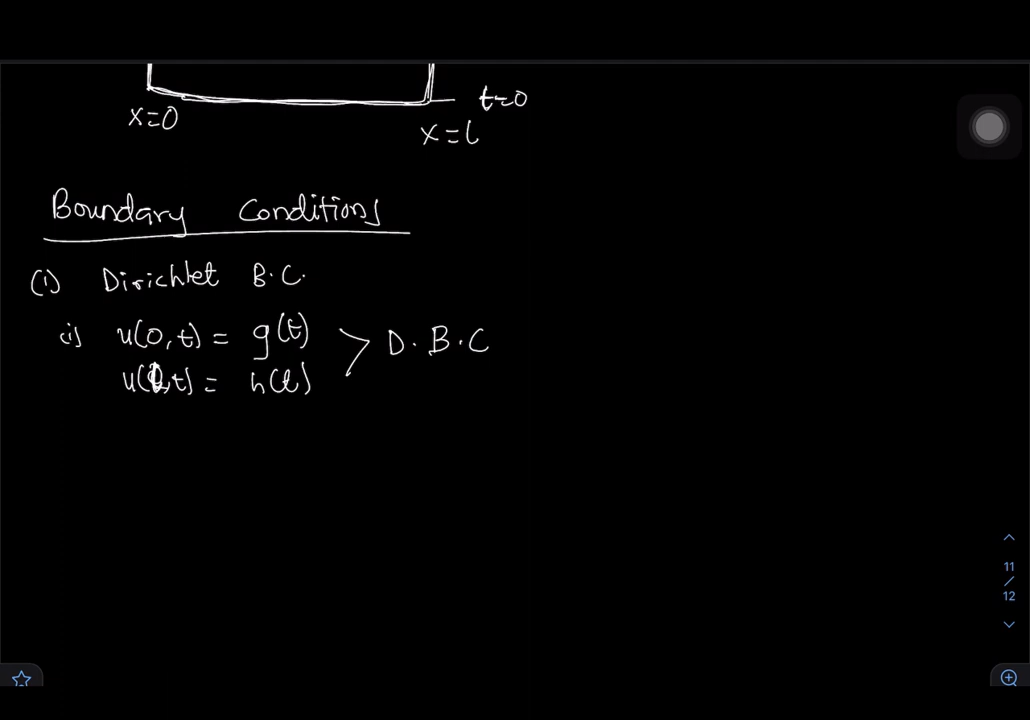 t=0
x=0
x=l
Boundary Conditions
(1) Dirichlet B.C.
(i) u(0,t) = g(t)
u(l,t) = h(t)
> D.B.C
11
/
12